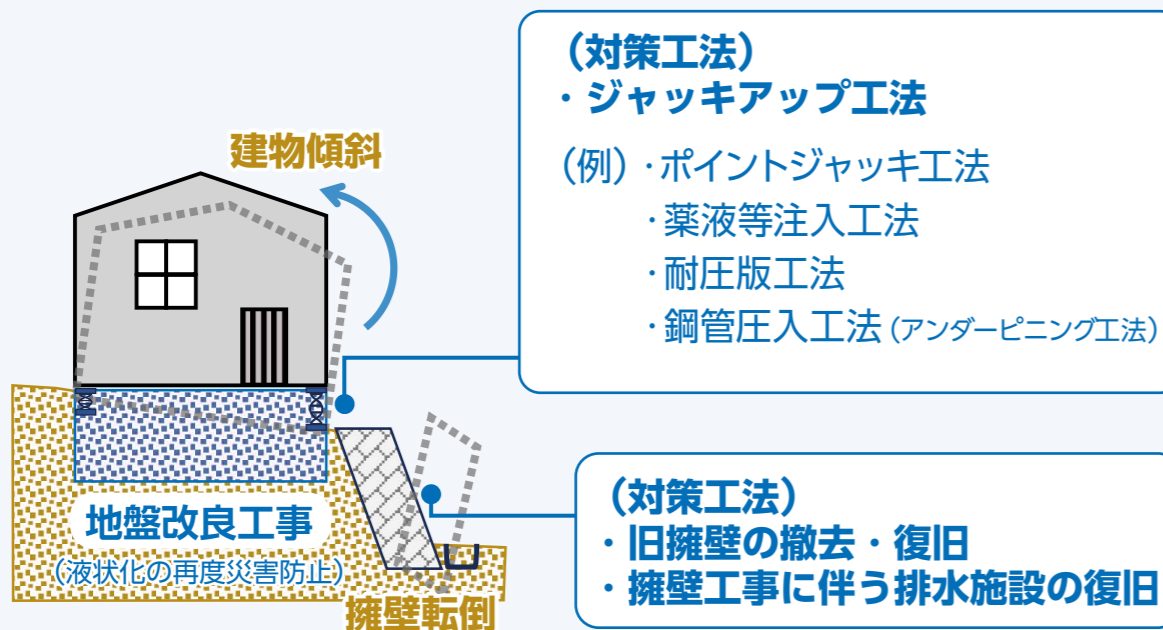 (対策工法)
・ジャッキアップ工法
(例)・ポイントジャッキ工法
・薬液等注入工法
・耐圧版工法
・鋼管圧入工法(アンダーピニング工法)
建物傾斜
地盤改良工事
(液状化の再度災害防止)
擁壁転倒
(対策工法)
・旧擁壁の撤去・復旧
・擁壁工事に伴う排水施設の復旧